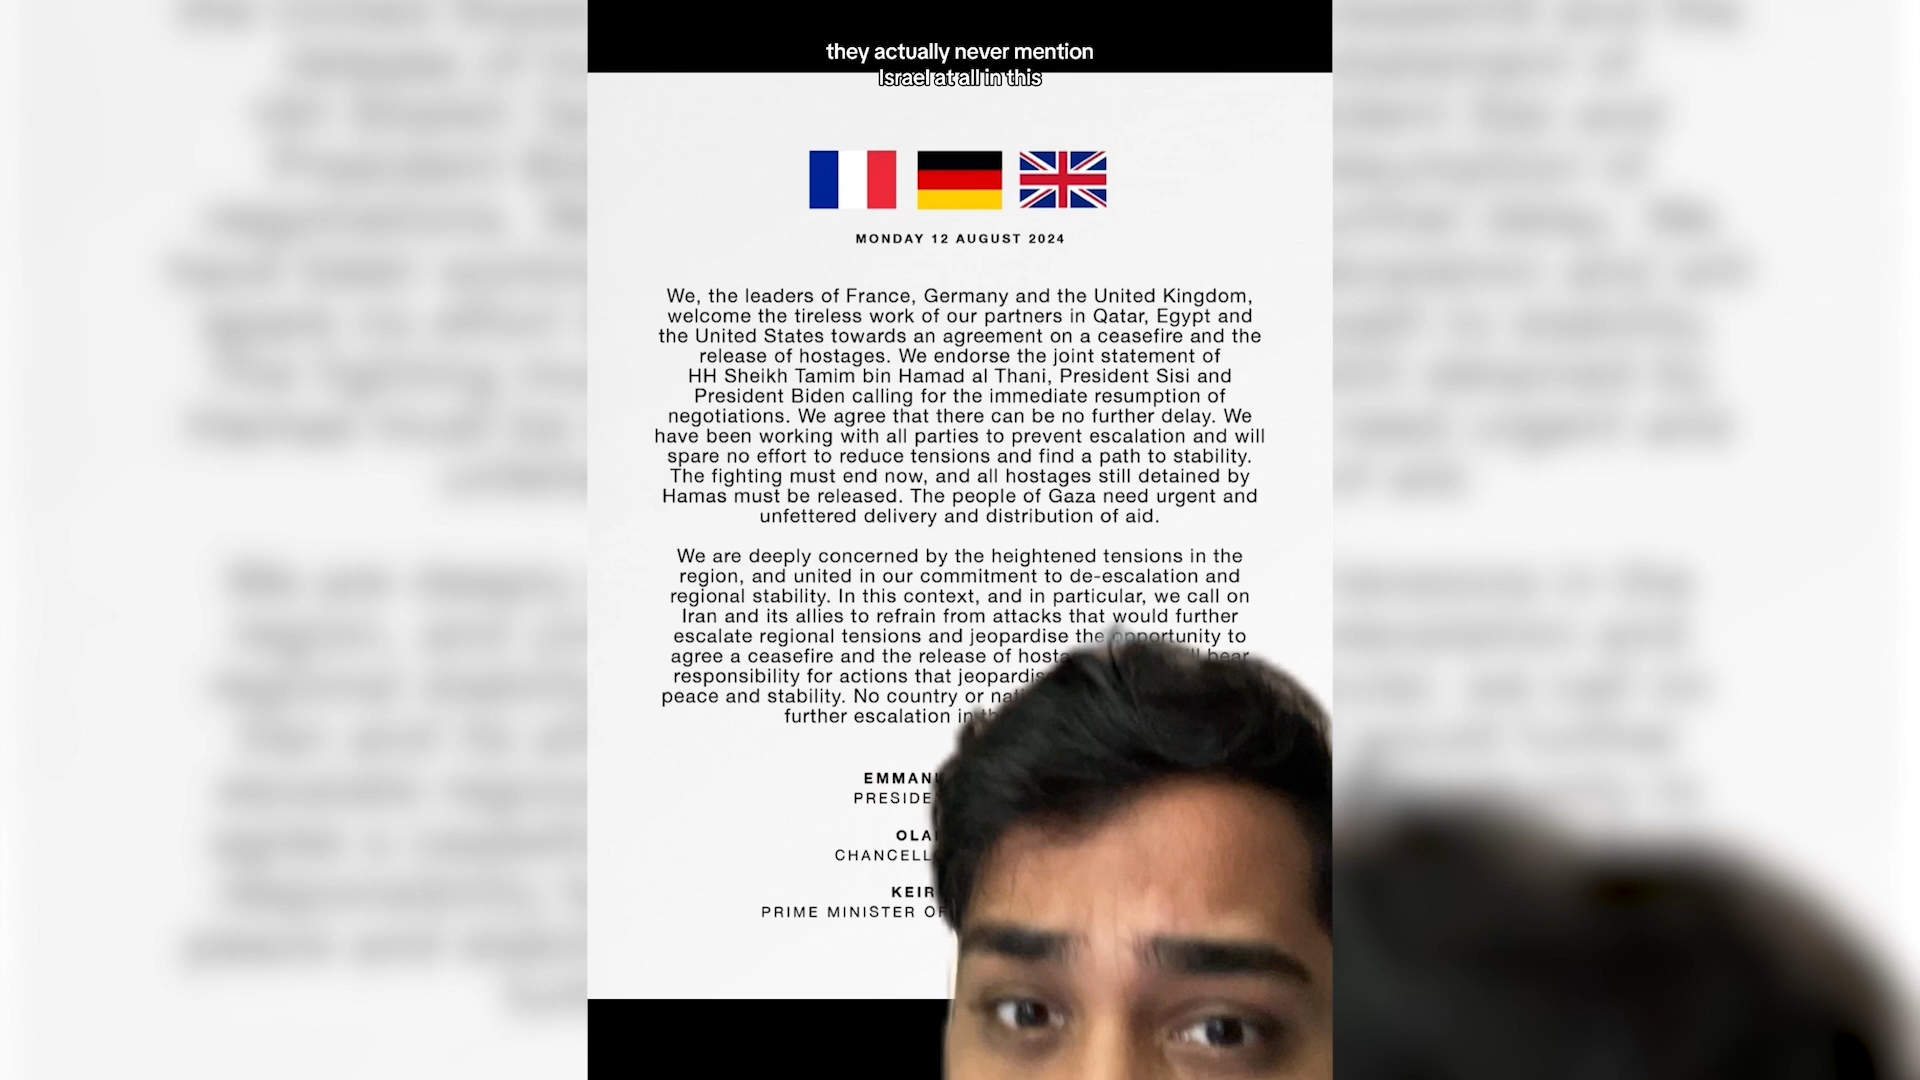 they actually never mention
Israel at all in this
MONDAY 12 AUGUST 2024
We, the leaders of France, Germany and the United Kingdom,
welcome the tireless work of our partners in Qatar, Egypt and
the United States towards an agreement on a ceasefire and the
release of hostages. We endorse the joint statement of
HH Sheikh Tamim bin Hamad al Thani, President Sisi and
President Biden calling for the immediate resumption of
negotiations. We agree that there can be no further delay. We
have been working with all parties to prevent escalation and will
spare no effort to reduce tensions and find a path to stability.
The fighting must end now, and all hostages still detained by
Hamas must be released. The people of Gaza need urgent and
unfettered delivery and distribution of aid.
We are deeply concerned by the heightened tensions in the
region, and united in our commitment to de-escalation and
regional stability. In this context, and in particular, we call on
Iran and its allies to refrain from attacks that would further
escalate regional tensions and jeopardise the opportunity to
agree a ceasefire and the release of bear
responsibility for actions that
peace and stability. No country or
further escalation in
PRIME MINISTER